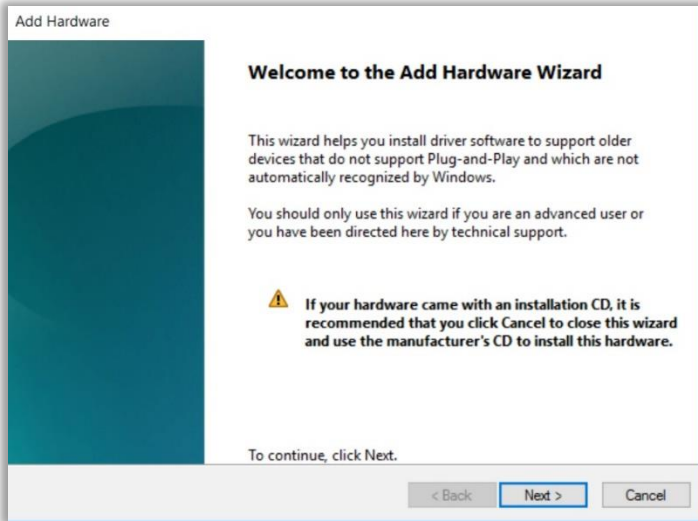 Add Hardware
Welcome to the Add Hardware Wizard
This wizard helps you install driver software to support older
devices that do not support Plug-and-Play and which are not
automatically recognized by Windows.
You should only use this wizard if you are an advanced user or
you have been directed here by technical support.
If your hardware came with an installation CD, it is
recommended that you click Cancel to close this wizard
and use the manufacturer's CD to install this hardware.
To continue, click Next.
< Back Next > Cancel